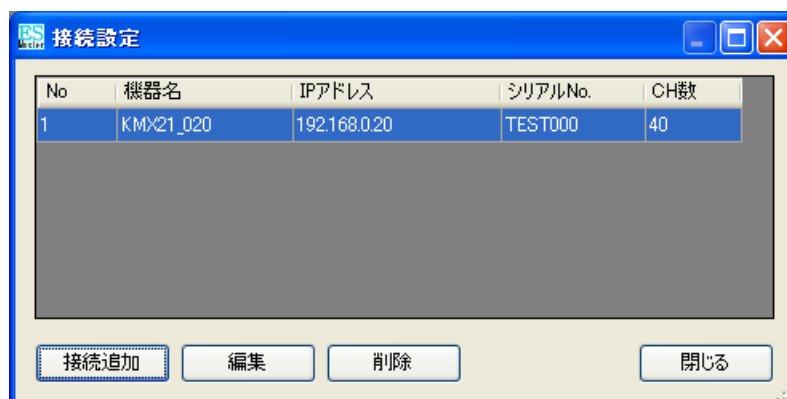 ES
接続設定
No 機器名 IPアドレス シリアルNo. CH数
1 KMX21_020 192.168.0.20 TEST000 40
接続追加 編集 削除 閉じる